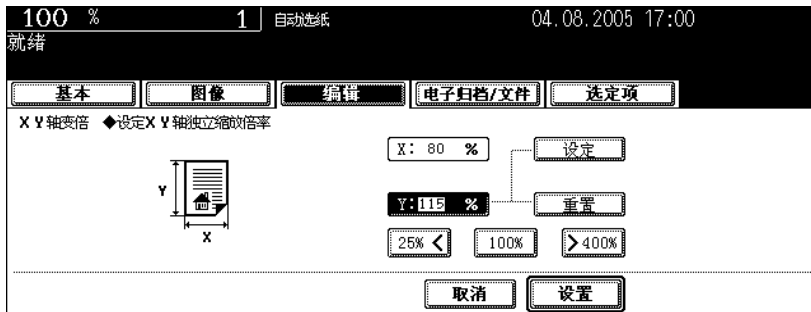 100 % 1 自动选纸 04.08.2005 17:00
就绪
基本 图像 编辑 电子归档/文件 选定项
X Y轴变倍 ◆设定X Y轴独立缩放倍率
X: 80 % 设定
Y
Y:115 % 重置
X
25% < 100% >400%
取消 设置